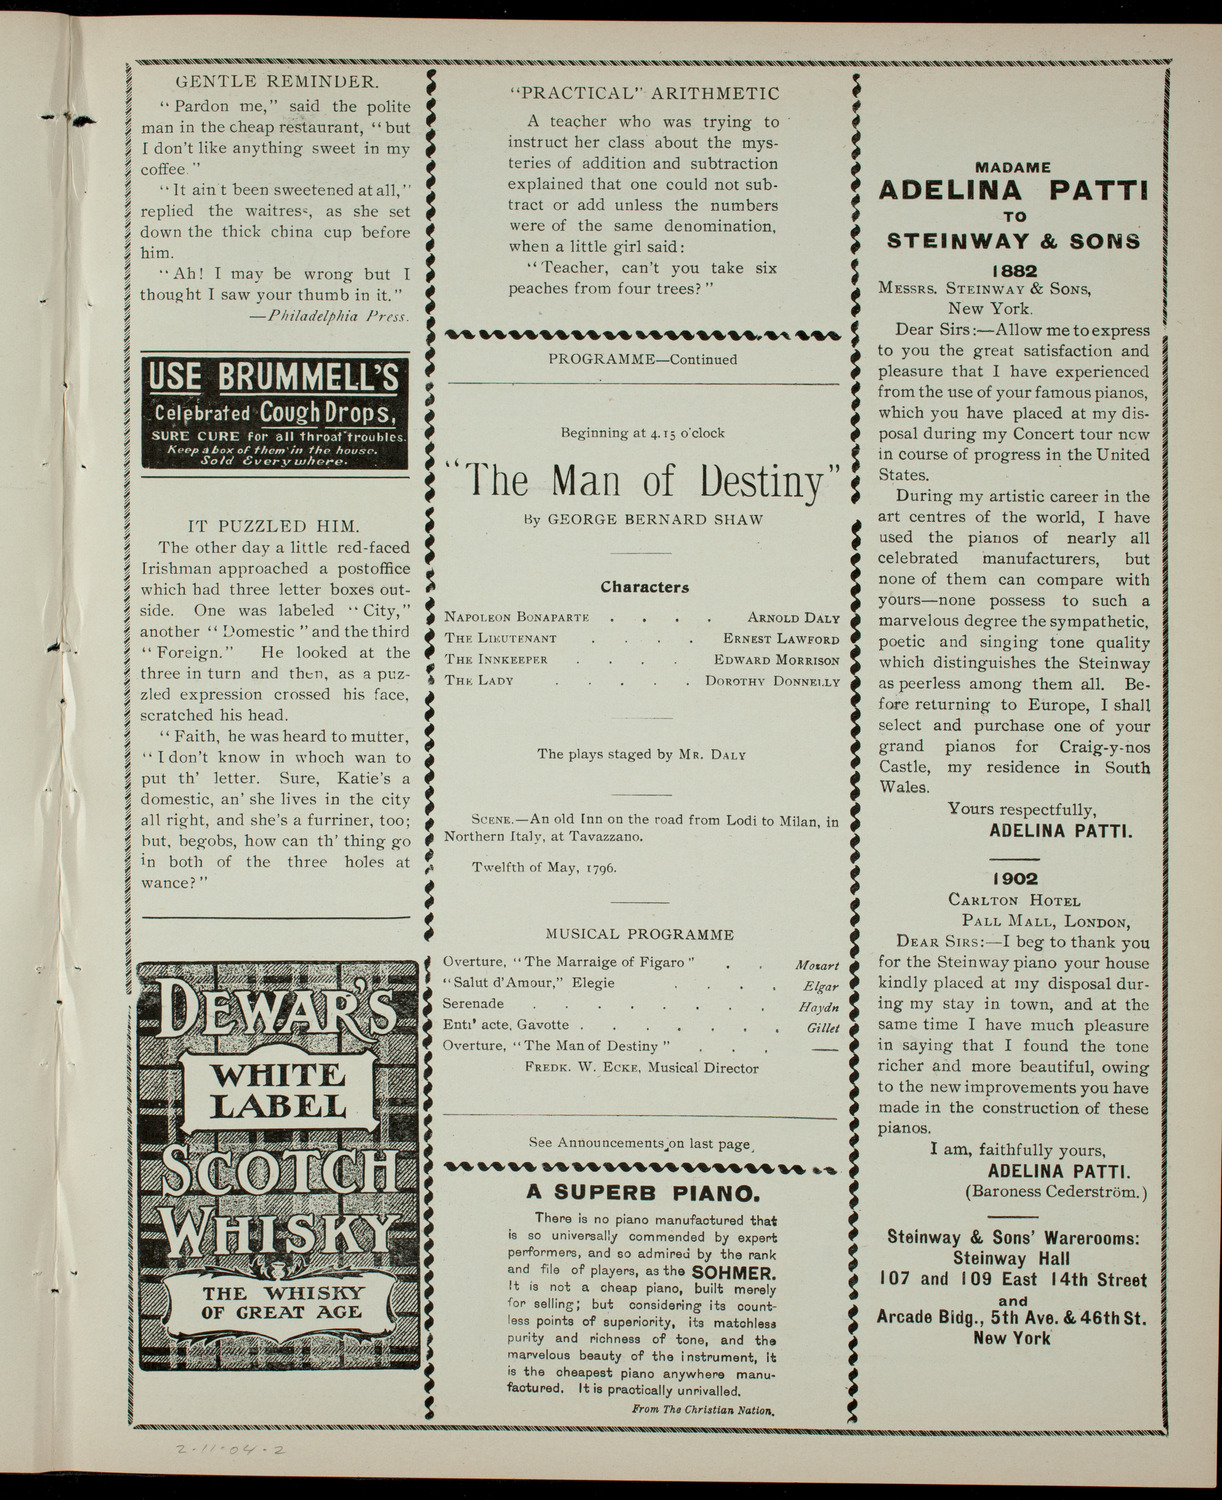 GENTLE REMINDER.
"Pardon me," said the polite
man in the cheap restaurant, "but
I don't like anything sweet in my
coffee."
"It ain't been sweetened at all,"
replied the waitress, as she set
down the thick china cup before
him.
"Ah! I may be wrong but I
thought I saw your thumb in it."
—Philadelphia Press.
USE BRUMMELL'S
Celebrated Cough Drops,
SURE CURE for all throat troubles.
Keep a box of them in the house.
Sold Everywhere.
IT PUZZLED HIM.
The other day a little red-faced
Irishman approached a postoffice
which had three letter boxes out-
side. One was labeled "City,"
another "Domestic" and the third
"Foreign." He looked at the
three in turn and then, as a puz-
zled expression crossed his face,
scratched his head.
"Faith, he was heard to mutter,
"I don't know in whoch wan to
put th' letter. Sure, Katie's a
domestic, an' she lives in the city
all right, and she's a furriner, too;
but, begobs, how can th' thing go
in both of the three holes at
wance?"
DEWAR'S
WHITE
LABEL
SCOTCH
WHISKY
THE WHISKY
OF GREAT AGE
"PRACTICAL" ARITHMETIC
A teacher who was trying to
instruct her class about the mys-
teries of addition and subtraction
explained that one could not sub-
tract or add unless the numbers
were of the same denomination,
when a little girl said:
"Teacher, can't you take six
peaches from four trees?"
PROGRAMME—Continued
Beginning at 4.15 o'clock
"The Man of Destiny"
By GEORGE BERNARD SHAW
Characters
NAPOLEON BONAPARTE . . . . ARNOLD DALY
THE LIEUTENANT . . . . ERNEST LAWFORD
THE INNKEEPER . . . . EDWARD MORRISON
THE LADY . . . . . DOROTHY DONNELLY
The plays staged by MR. DALY
SCENE.—An old Inn on the road from Lodi to Milan, in
Northern Italy, at Tavazzano.
Twelfth of May, 1796.
MUSICAL PROGRAMME
Overture, "The Marraige of Figaro" . . Mozart
"Salut d'Amour," Elegie . . . . Elgar
Serenade . . . . . . . . Haydn
Entr' acte, Gavotte . . . . . . . Gillet
Overture, "The Man of Destiny" . . . —
FREDK. W. ECKE, Musical Director
See Announcements on last page.
A SUPERB PIANO.
There is no piano manufactured that
is so universally commended by expert
performers, and so admired by the rank
and file of players, as the SOHMER.
It is not a cheap piano, built merely
for selling; but considering its count-
less points of superiority, its matchless
purity and richness of tone, and the
marvelous beauty of the instrument, it
is the cheapest piano anywhere manu-
factured. It is practically unrivalled.
From The Christian Nation.
MADAME
ADELINA PATTI
TO
STEINWAY & SONS
1882
MESSRS. STEINWAY & SONS,
New York.
Dear Sirs:—Allow me to express
to you the great satisfaction and
pleasure that I have experienced
from the use of your famous pianos,
which you have placed at my dis-
posal during my Concert tour now
in course of progress in the United
States.
During my artistic career in the
art centres of the world, I have
used the pianos of nearly all
celebrated manufacturers, but
none of them can compare with
yours—none possess to such a
marvelous degree the sympathetic,
poetic and singing tone quality
which distinguishes the Steinway
as peerless among them all. Be-
fore returning to Europe, I shall
select and purchase one of your
grand pianos for Craig-y-nos
Castle, my residence in South
Wales.
Yours respectfully,
ADELINA PATTI.
1902
CARLTON HOTEL
PALL MALL, LONDON,
DEAR SIRS:—I beg to thank you
for the Steinway piano your house
kindly placed at my disposal dur-
ing my stay in town, and at the
same time I have much pleasure
in saying that I found the tone
richer and more beautiful, owing
to the new improvements you have
made in the construction of these
pianos.
I am, faithfully yours,
ADELINA PATTI.
(Baroness Cederström.)
Steinway & Sons' Warerooms:
Steinway Hall
107 and 109 East 14th Street
and
Arcade Bldg., 5th Ave. & 46th St.
New York
2-11-04-2